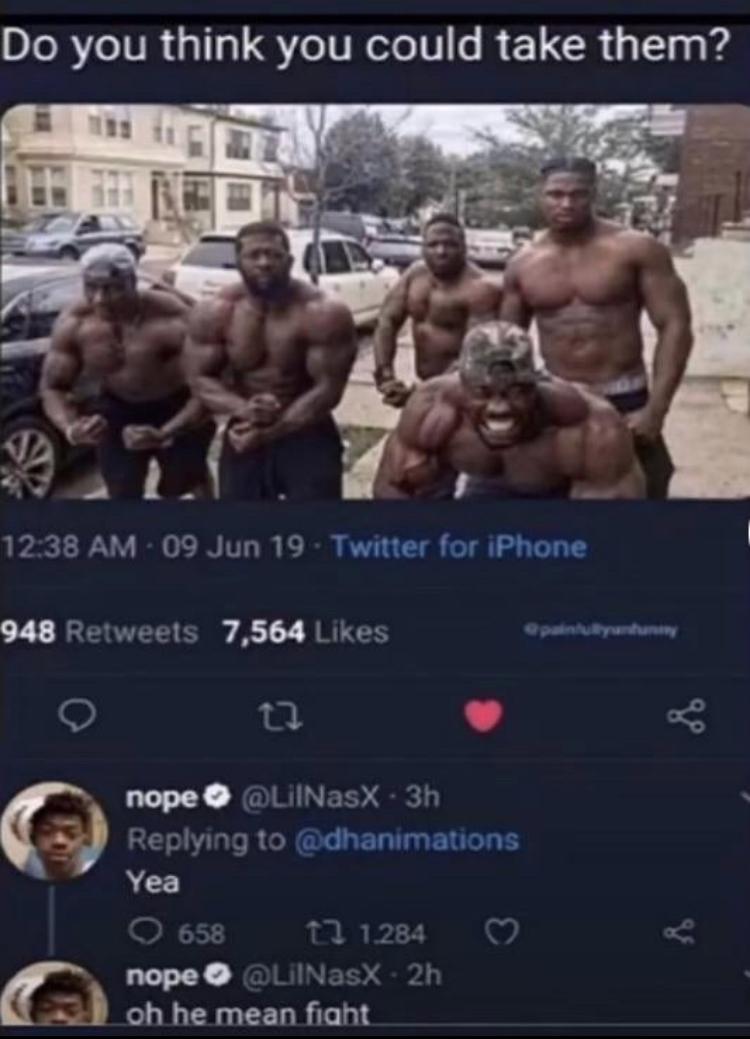 Do you think you could take them?
12:38 AM · 09 Jun 19 · Twitter for iPhone
948 Retweets 7,564 Likes
@painfullyunfunny
nope @LilNasX · 3h
Replying to @dhanimations
Yea
658 1.284
nope @LilNasX · 2h
oh he mean fight